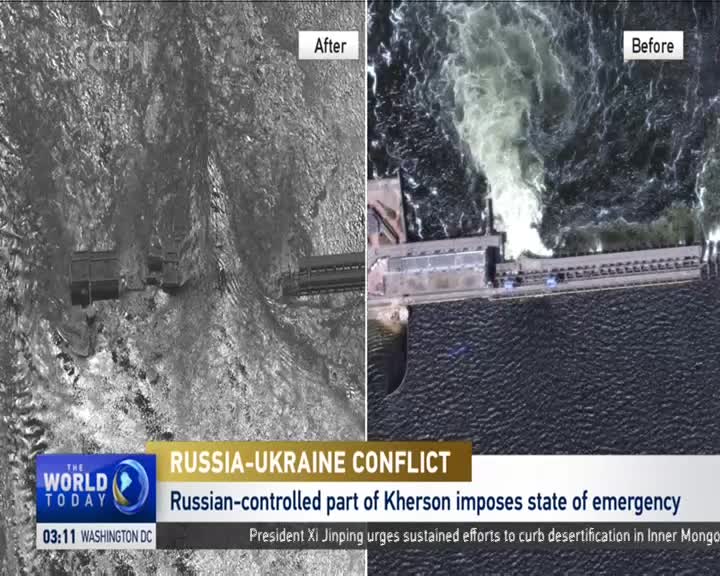 CGTN
After
Before
RUSSIA-UKRAINE CONFLICT
THE
WORLD
TODAY
Russian-controlled part of Kherson imposes state of emergency
03:11 WASHINGTON DC
President Xi Jinping urges sustained efforts to curb desertification in Inner Mongo